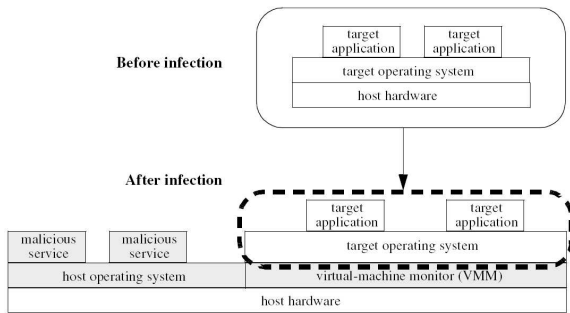 target application
target application
Before infection
target operating system
host hardware
After infection
target application
target application
malicious service
malicious service
target operating system
host operating system
virtual-machine monitor (VMM)
host hardware